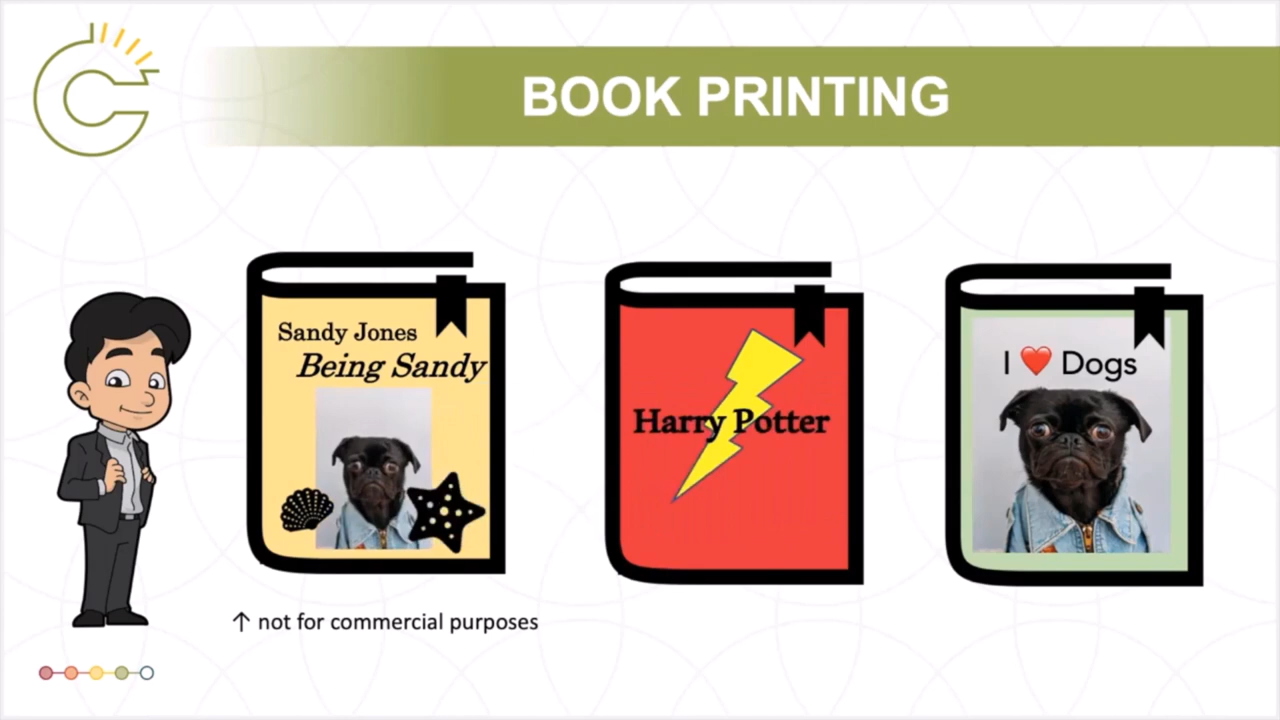 BOOK PRINTING
Sandy Jones
Being Sandy
Harry Potter
I ❤️ Dogs
↑ not for commercial purposes